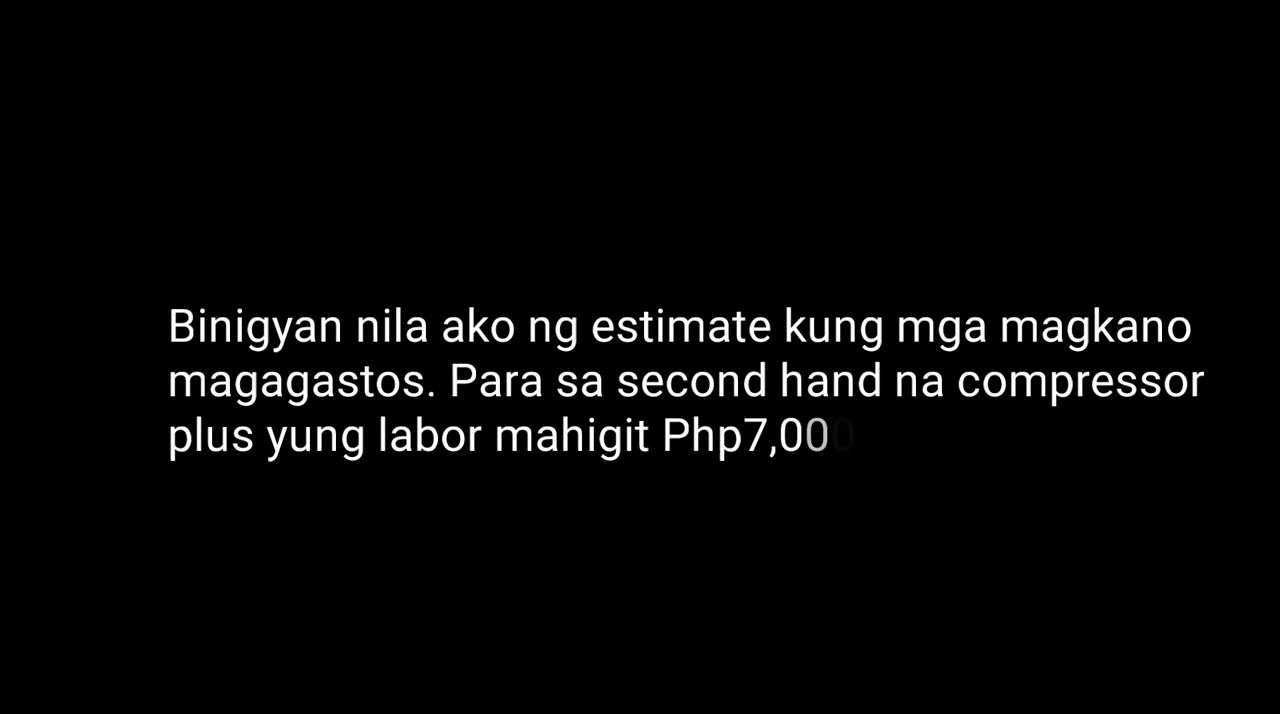 Binigyan nila ako ng estimate kung mga magkano
magagastos. Para sa second hand na compressor
plus yung labor mahigit Php7,000